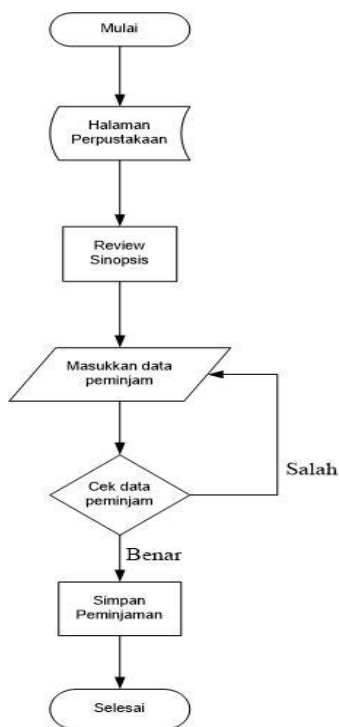 Mulai
Halaman
Perpustakaan
Review
Sinopsis
Masukkan data
peminjam
Cek data
peminjam
Salah
Benar
Simpan
Peminjaman
Selesai